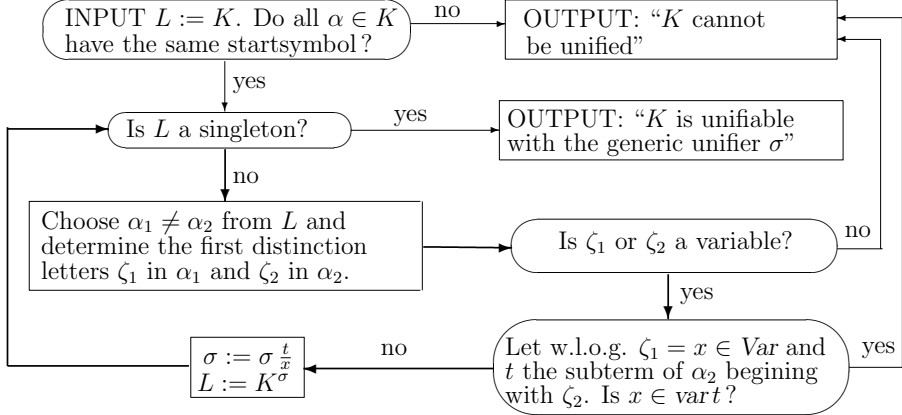 INPUT L := K. Do all α ∈ K
have the same startsymbol?
no
OUTPUT: “K cannot
be unified”
yes
Is L a singleton?
yes
OUTPUT: “K is unifiable
with the generic unifier σ”
no
Choose α₁ ≠ α₂ from L and
determine the first distinction
letters ζ₁ in α₁ and ζ₂ in α₂.
Is ζ₁ or ζ₂ a variable?
no
yes
Let w.l.o.g. ζ₁ = x ∈ Var and
t the subterm of α₂ begining
with ζ₂. Is x ∈ var t?
yes
no
σ := σ t/x
L := K^σ